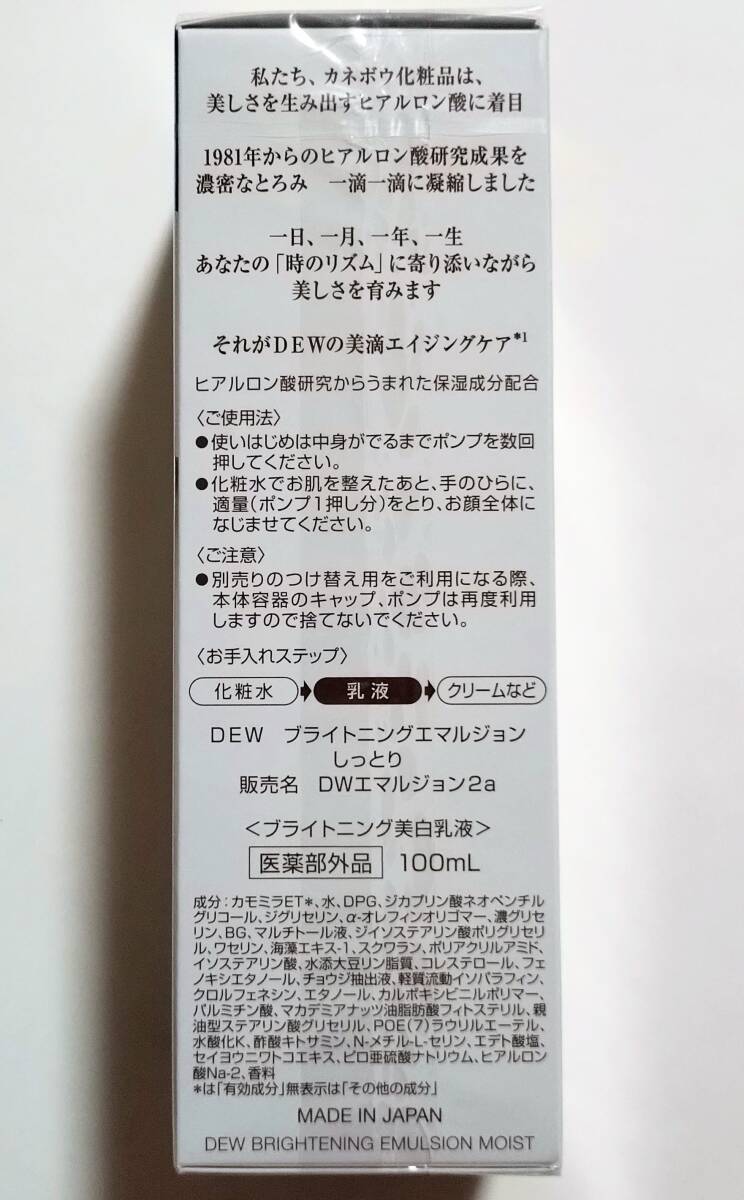 私たち、カネボウ化粧品は、
美しさを生み出すヒアルロン酸に着目
1981年からのヒアルロン酸研究成果を
濃密なとろみ 一滴一滴に凝縮しました
一日、一月、一年、一生
あなたの「時のリズム」に寄り添いながら
美しさを育みます
それがDEWの美滴エイジングケア*1
ヒアルロン酸研究からうまれた保湿成分配合
〈ご使用法〉
●使いはじめは中身がでるまでポンプを数回
押してください。
●化粧水でお肌を整えたあと、手のひらに、
適量(ポンプ1押し分)をとり、お顔全体に
なじませてください。
〈ご注意〉
●別売りのつけ替え用をご利用になる際、
本体容器のキャップ、ポンプは再度利用
しますので捨てないでください。
〈お手入れステップ〉
化粧水 乳液 クリームなど
DEW ブライトニングエマルジョン
しっとり
販売名 DWエマルジョン2a
<ブライトニング美白乳液>
医薬部外品 100mL
成分:カモミラET*、水、DPG、ジカプリン酸ネオペンチル
グリコール、ジグリセリン、α-オレフィンオリゴマー、濃グリセ
リン、BG、マルチトール液、ジイソステアリン酸ポリグリセリ
ル、ワセリン、海藻エキス-1、スクワラン、ポリアクリルアミド、
イソステアリン酸、水添大豆リン脂質、コレステロール、フェ
ノキシエタノール、チョウジ抽出液、軽質流動イソパラフィン、
クロルフェネシン、エタノール、カルボキシビニルポリマー、
パルミチン酸、マカデミアナッツ油脂肪酸フィトステリル、親
油型ステアリン酸グリセリル、POE(7)ラウリルエーテル、
水酸化K、酢酸キトサミン、N-メチル-L-セリン、エデト酸塩、
セイヨウニワトコエキス、ピロ亜硫酸ナトリウム、ヒアルロン
酸Na-2、香料
*は「有効成分」無表示は「その他の成分」
MADE IN JAPAN
DEW BRIGHTENING EMULSION MOIST